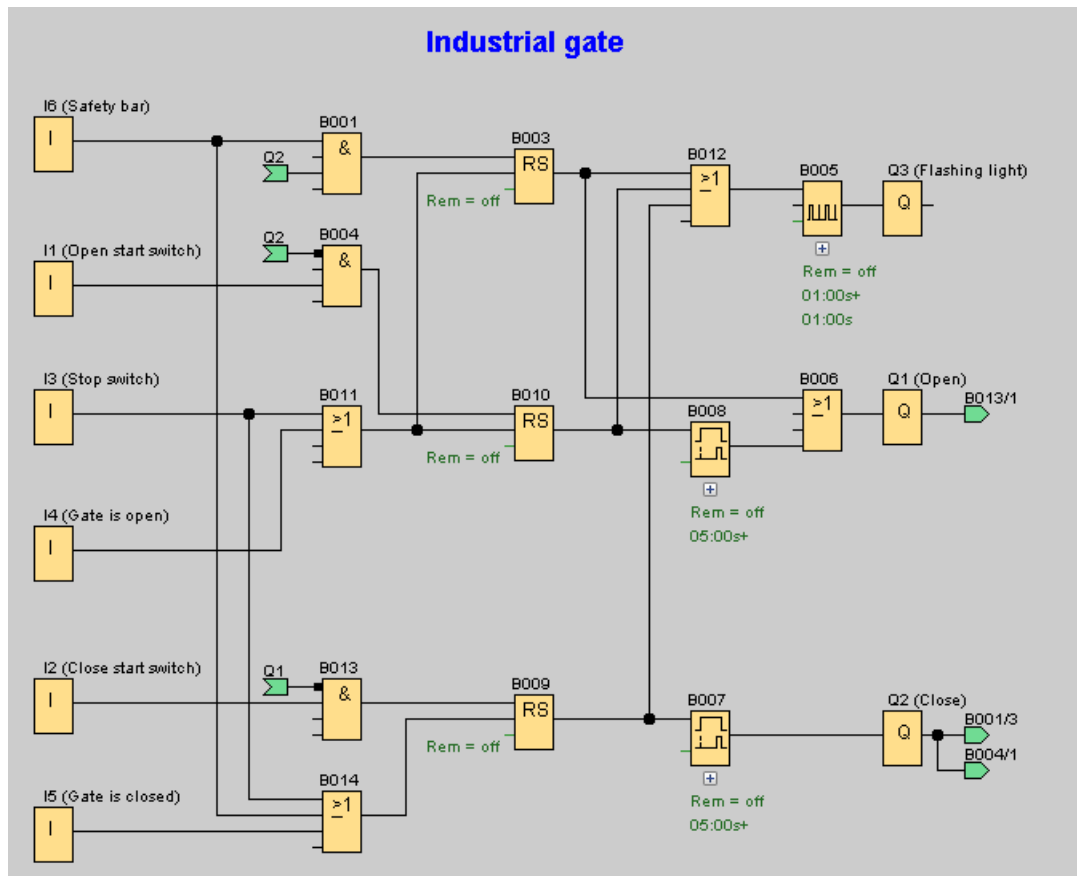 Industrial gate
I6 (Safety bar)
I
Q2
B001
&
B003
RS
Rem = off
B012
>1
B005
Q3 (Flashing light)
Q
Rem = off
01:00s+
01:00s
I1 (Open start switch)
I
Q2
B004
&
I3 (Stop switch)
I
B011
>1
B010
RS
Rem = off
B008
Rem = off
05:00s+
B006
>1
Q1 (Open)
Q
B013/1
I4 (Gate is open)
I
I2 (Close start switch)
I
Q1
B013
&
B009
RS
Rem = off
B007
Rem = off
05:00s+
Q2 (Close)
Q
B001/3
B004/1
I5 (Gate is closed)
I
B014
>1